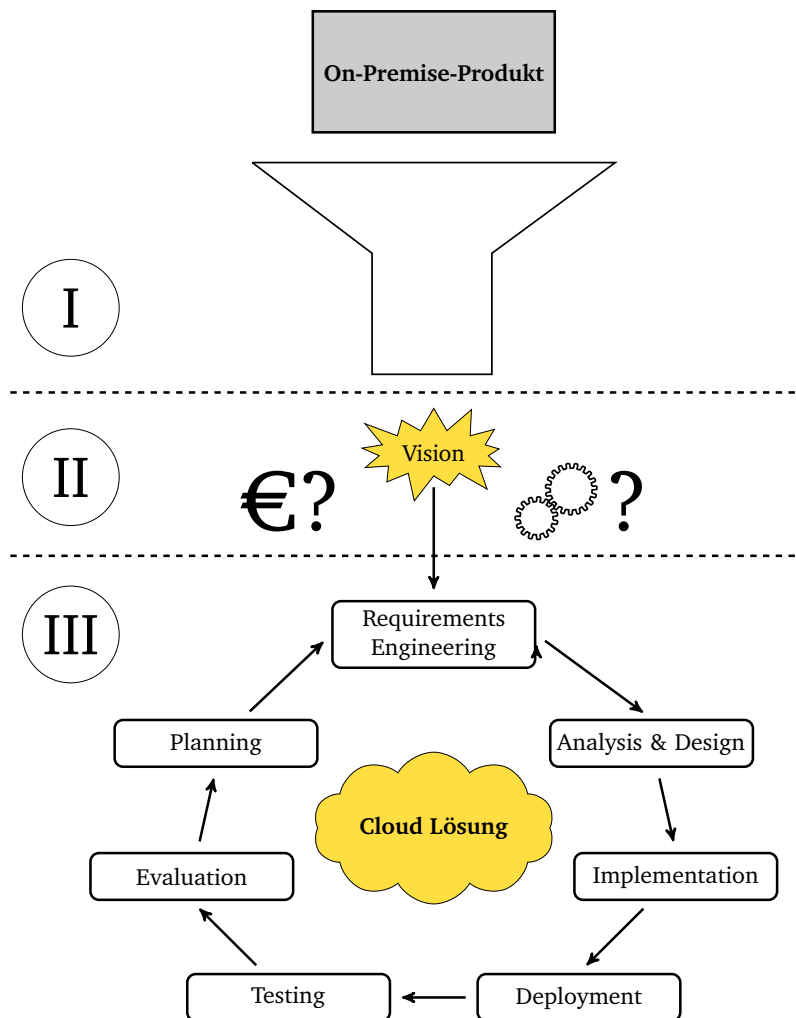 On-Premise-Produkt
I
II
Vision
€?
?
III
Requirements
Engineering
Planning
Analysis & Design
Cloud Lösung
Evaluation
Implementation
Testing
Deployment